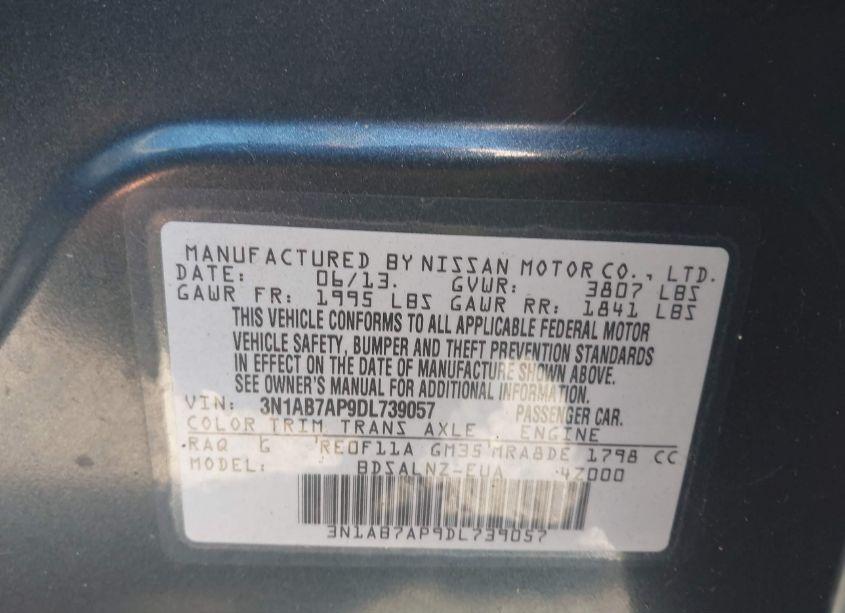 MANUFACTURED BY NISSAN MOTOR CO., LTD.
DATE: 06/13. GVWR: 3807 LBS
GAWR FR: 1995 LBS GAWR RR: 1841 LBS
THIS VEHICLE CONFORMS TO ALL APPLICABLE FEDERAL MOTOR
VEHICLE SAFETY, BUMPER AND THEFT PREVENTION STANDARDS
IN EFFECT ON THE DATE OF MANUFACTURE SHOWN ABOVE.
SEE OWNER'S MANUAL FOR ADDITIONAL INFORMATION.
VIN: 3N1AB7AP9DL739057 PASSENGER CAR.
COLOR TRIM TRANS AXLE ENGINE
RAQ G RE0F11A GM35 MRA8DE 1798 CC
MODEL: BDSALNZ-EUA 4Z000
3N1AB7AP9DL739057